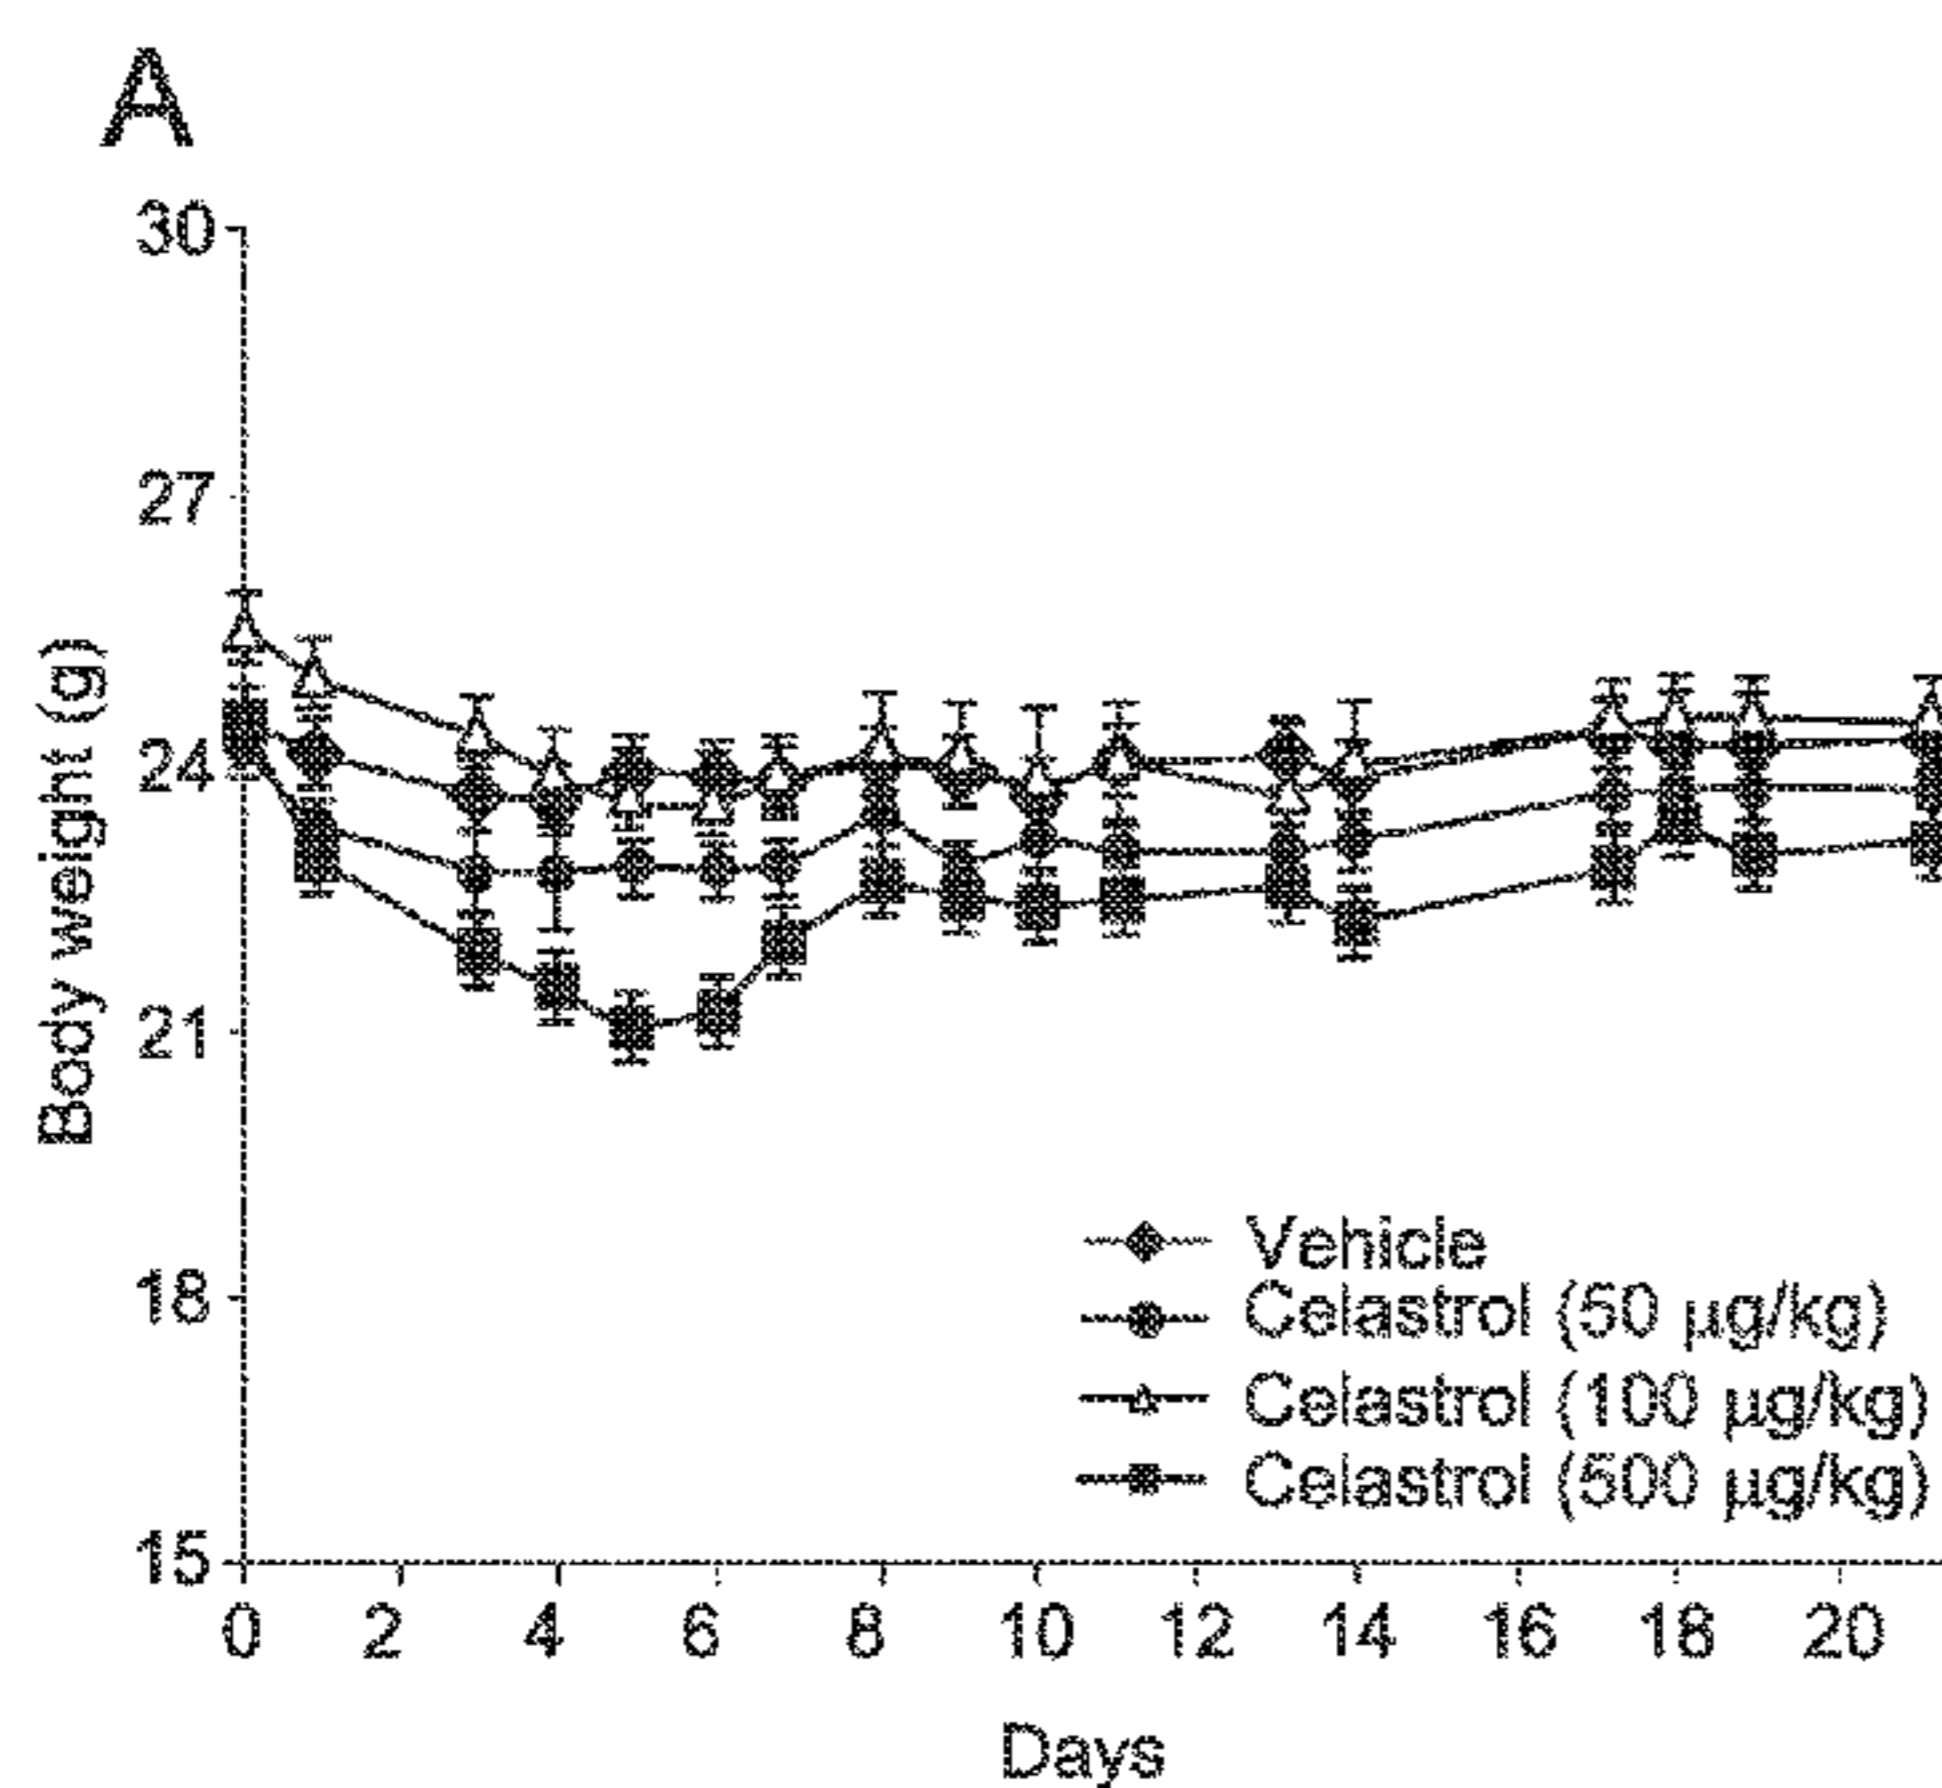 A
30
27
24
21
18
15
Body weight (g)
0 2 4 6 8 10 12 14 16 18 20
Days
Vehicle
Celastrol (50 µg/kg)
Celastrol (100 µg/kg)
Celastrol (500 µg/kg)